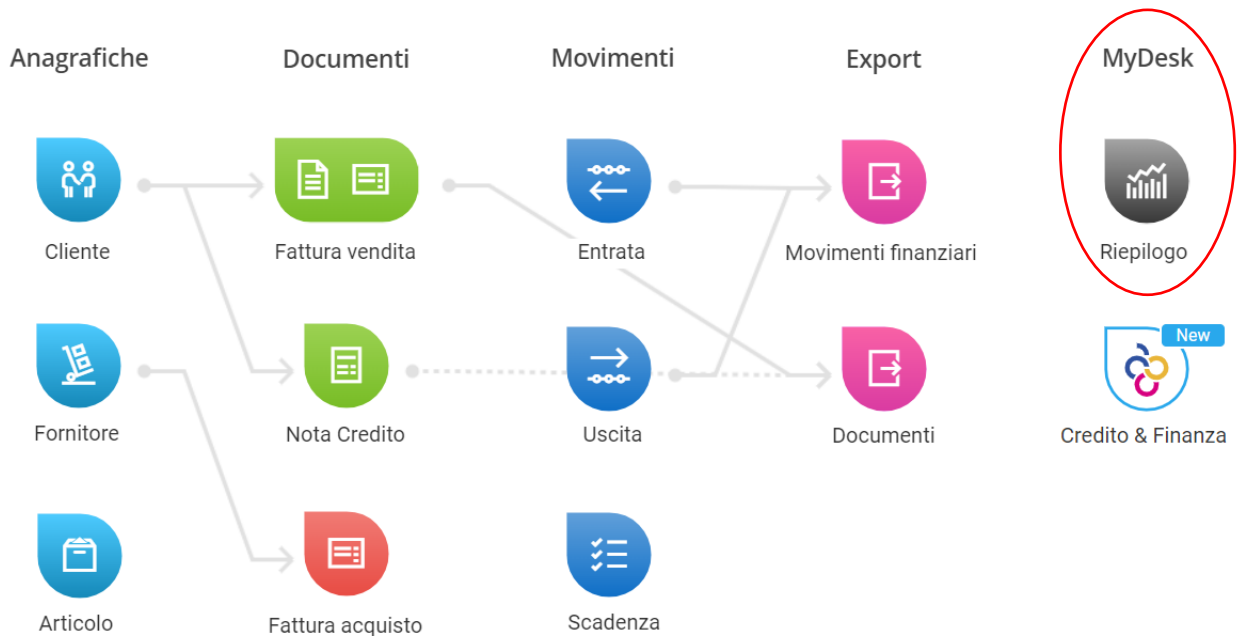 Anagrafiche
Documenti
Movimenti
Export
MyDesk
Cliente
Fattura vendita
Entrata
Movimenti finanziari
Riepilogo
New
Fornitore
Nota Credito
Uscita
Documenti
Credito & Finanza
Articolo
Fattura acquisto
Scadenza